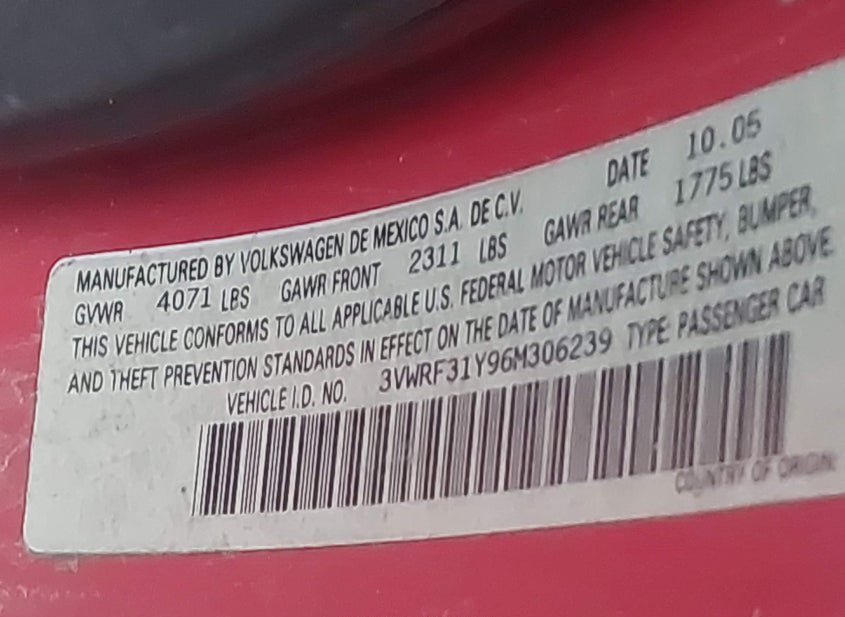 MANUFACTURED BY VOLKSWAGEN DE MEXICO S.A. DE C.V. DATE 10.05
GVWR 4071 LBS GAWR FRONT 2311 LBS GAWR REAR 1775 LBS
THIS VEHICLE CONFORMS TO ALL APPLICABLE U.S. FEDERAL MOTOR VEHICLE SAFETY, BUMPER,
AND THEFT PREVENTION STANDARDS IN EFFECT ON THE DATE OF MANUFACTURE SHOWN ABOVE.
VEHICLE I.D. NO. 3VWRF31Y96M306239 TYPE: PASSENGER CAR
COUNTRY OF ORIGIN: